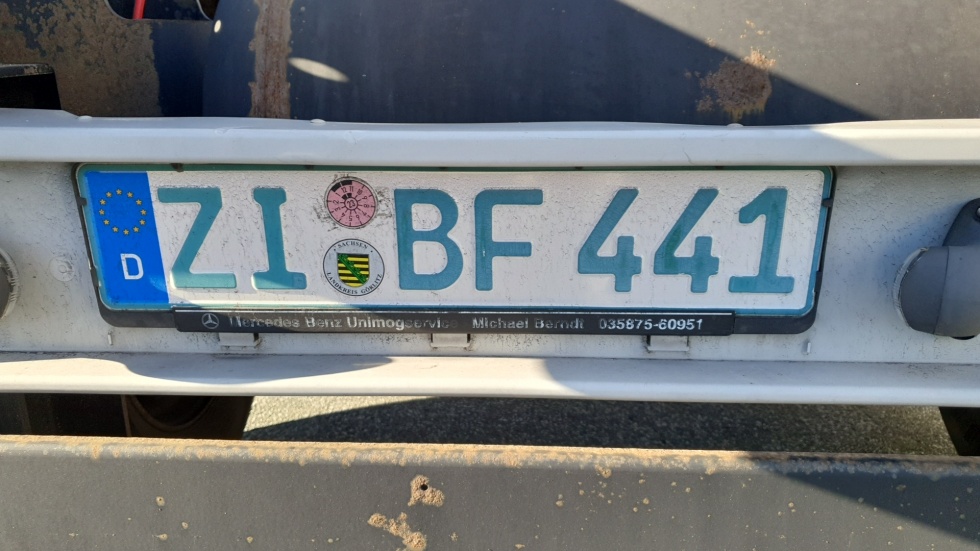 ZI BF 441
D
SACHSEN
LANDKREIS GÖRLITZ
Mercedes Benz Unimogservice Michael Berndt 035875-60951